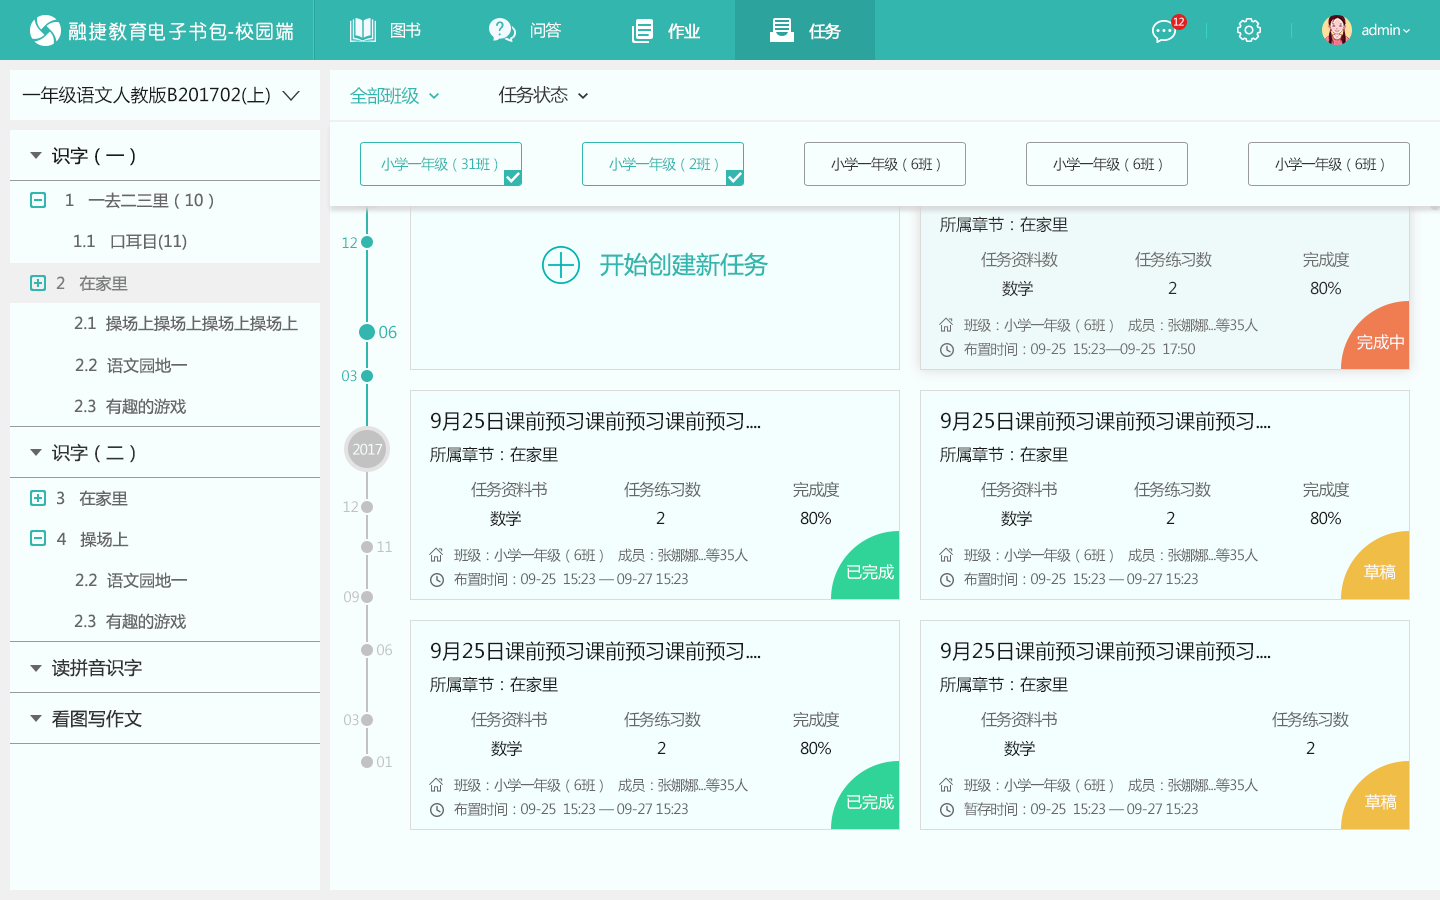 融捷教育电子书包-校园端
图书
问答
作业
任务
12
admin
一年级语文人教版B201702(上)
识字（一）
1 一去二三里（10）
1.1 口耳目(11)
2 在家里
2.1 操场上操场上操场上操场上
2.2 语文园地一
2.3 有趣的游戏
识字（二）
3 在家里
4 操场上
2.2 语文园地一
2.3 有趣的游戏
读拼音识字
看图写作文
全部班级
任务状态
小学一年级（31班）
小学一年级（2班）
小学一年级（6班）
小学一年级（6班）
小学一年级（6班）
12
06
03
2017
12
11
09
06
03
01
开始创建新任务
所属章节：在家里
任务资料数 任务练习数 完成度
数学 2 80%
班级：小学一年级（6班） 成员：张娜娜...等35人
布置时间：09-25 15:23—09-25 17:50
完成中
9月25日课前预习课前预习课前预习....
所属章节：在家里
任务资料书 任务练习数 完成度
数学 2 80%
班级：小学一年级（6班） 成员：张娜娜...等35人
布置时间：09-25 15:23 — 09-27 15:23
已完成
9月25日课前预习课前预习课前预习....
所属章节：在家里
任务资料书 任务练习数 完成度
数学 2 80%
班级：小学一年级（6班） 成员：张娜娜...等35人
布置时间：09-25 15:23 — 09-27 15:23
草稿
9月25日课前预习课前预习课前预习....
所属章节：在家里
任务资料书 任务练习数 完成度
数学 2 80%
班级：小学一年级（6班） 成员：张娜娜...等35人
布置时间：09-25 15:23 — 09-27 15:23
已完成
9月25日课前预习课前预习课前预习....
所属章节：在家里
任务资料书 任务练习数
数学 2
班级：小学一年级（6班） 成员：张娜娜...等35人
暂存时间：09-25 15:23 — 09-27 15:23
草稿